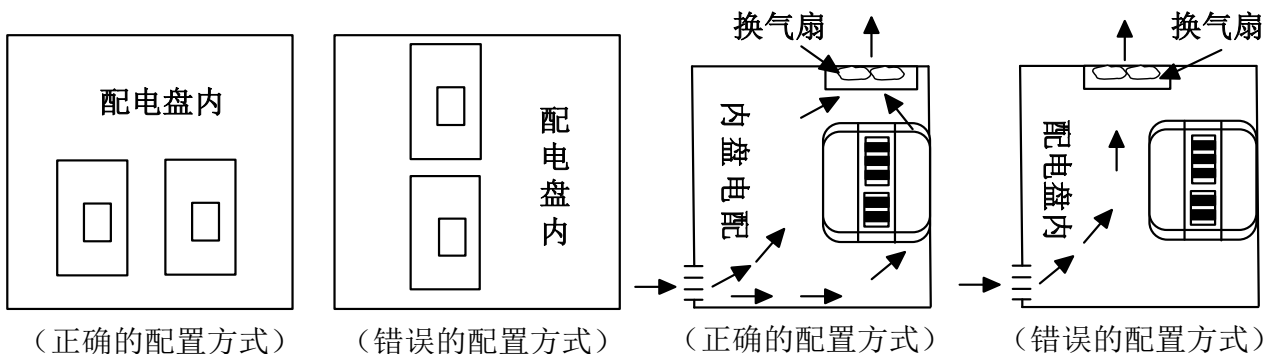 配电盘内
（正确的配置方式）
配电盘内
（错误的配置方式）
换气扇
内盘电配
（正确的配置方式）
换气扇
配电盘内
（错误的配置方式）